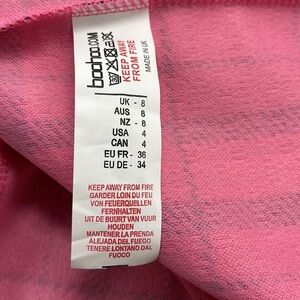 boohoo.COM
KEEP AWAY
FROM FIRE
MADE IN UK
UK - 8
AUS - 8
NZ - 8
USA - 4
CAN - 4
EU FR - 36
EU DE - 34
KEEP AWAY FROM FIRE
GARDER LOIN DU FEU
VON FEUERQUELLEN
FERNHALTEN
UIT DE BUURT VAN VUUR
HOUDEN
MANTENER LA PRENDA
ALEJADA DEL FUEGO
TENERE LONTANO DAL
FUOCO